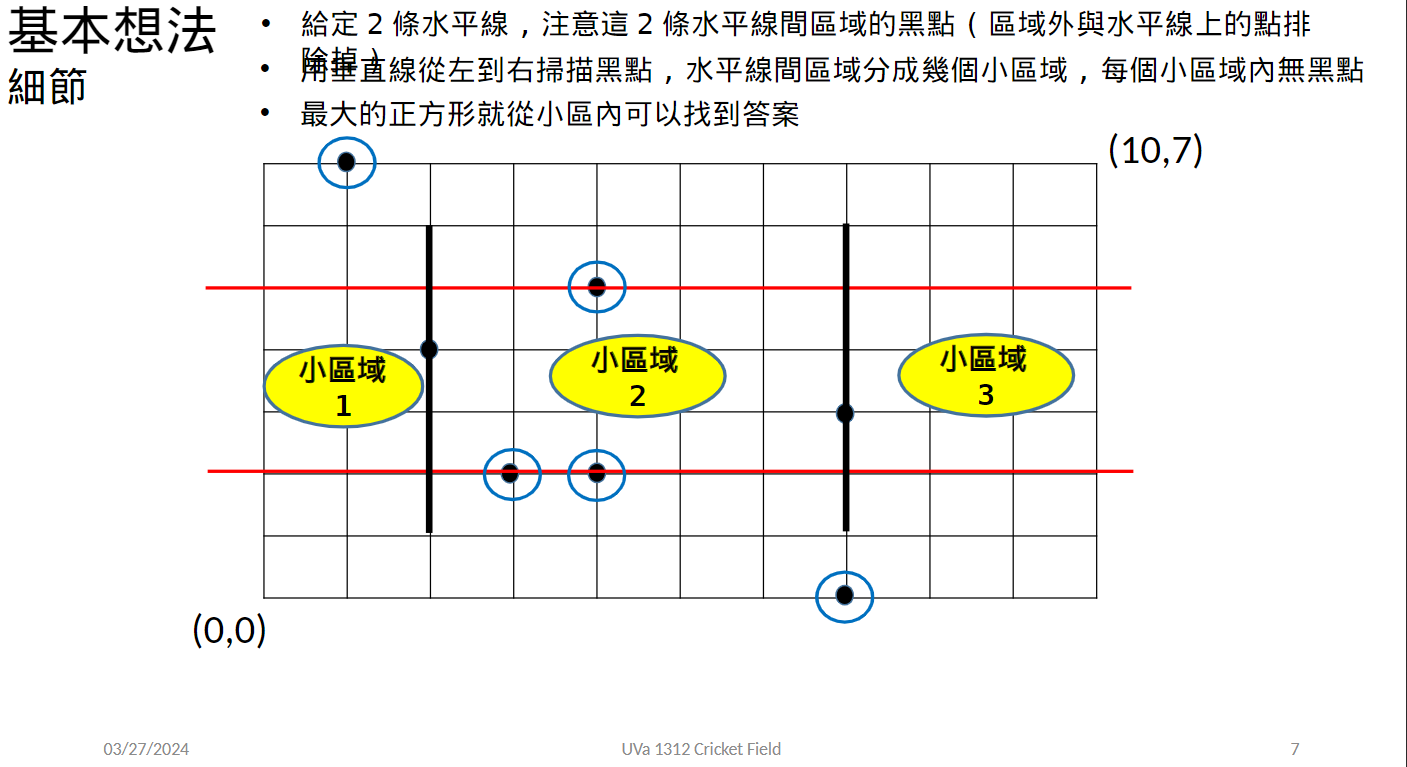 基本想法
細節
• 給定 2 條水平線，注意這 2 條水平線間區域的黑點（區域外與水平線上的點排
除掉）
• 用垂直線從左到右掃描黑點，水平線間區域分成幾個小區域，每個小區域內無黑點
• 最大的正方形就從小區內可以找到答案
(10,7)
小區域
1
小區域
2
小區域
3
(0,0)
03/27/2024
UVa 1312 Cricket Field
7